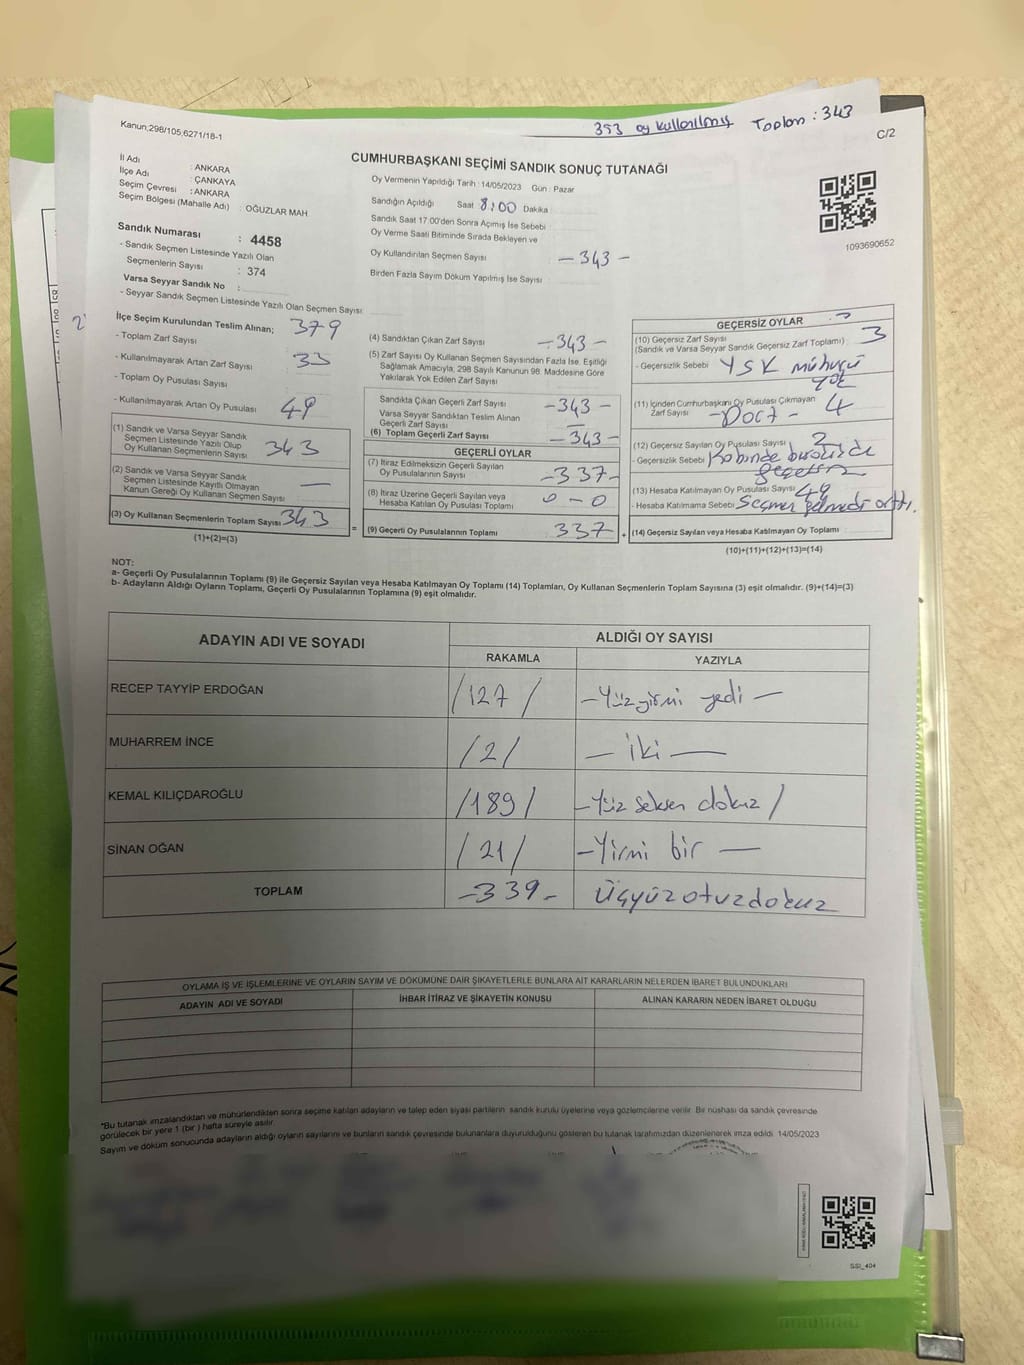 353 oy kullanılmış Toplam : 343
Kanun,298/105;6271/18-1
C/2
CUMHURBAŞKANI SEÇİMİ SANDIK SONUÇ TUTANAĞI
İl Adı : ANKARA
İlçe Adı : ÇANKAYA
Seçim Çevresi : ANKARA
Seçim Bölgesi (Mahalle Adı) : OĞUZLAR MAH
Sandık Numarası : 4458
- Sandık Seçmen Listesinde Yazılı Olan
Seçmenlerin Sayısı : 374
Varsa Seyyar Sandık No :
- Seyyar Sandık Seçmen Listesinde Yazılı Olan Seçmen Sayısı
Oy Vermenin Yapıldığı Tarih : 14/05/2023 Gün : Pazar
Sandığın Açıldığı Saat 8:00 Dakika
Sandık Saat 17:00'den Sonra Açımış İse Sebebi :
Oy Verme Saati Bitiminde Sırada Bekleyen ve
Oy Kullandırılan Seçmen Sayısı : - 343 -
Birden Fazla Sayım Döküm Yapılmış İse Sayısı :
1093690652
İlçe Seçim Kurulundan Teslim Alınan;
- Toplam Zarf Sayısı : 379
- Kullanılmayarak Artan Zarf Sayısı : 33
- Toplam Oy Pusulası Sayısı
- Kullanılmayarak Artan Oy Pusulası : 49
(1) Sandık ve Varsa Seyyar Sandık
Seçmen Listesinde Yazılı Olup
Oy Kullanan Seçmenlerin Sayısı : 343
(2) Sandık ve Varsa Seyyar Sandık
Seçmen Listesinde Kayıtlı Olmayan
Kanun Gereği Oy Kullanan Seçmen Sayısı : —
(3) Oy Kullanan Seçmenlerin Toplam Sayısı : 343
(1)+(2)=(3)
(4) Sandıktan Çıkan Zarf Sayısı : - 343 -
(5) Zarf Sayısı Oy Kullanan Seçmen Sayısından Fazla İse, Eşitliği
Sağlamak Amacıyla, 298 Sayılı Kanunun 98. Maddesine Göre
Yakılarak Yok Edilen Zarf Sayısı
Sandıkta Çıkan Geçerli Zarf Sayısı : - 343 -
Varsa Seyyar Sandıktan Teslim Alınan
Geçerli Zarf Sayısı : —
(6) Toplam Geçerli Zarf Sayısı : - 343 -
GEÇERLİ OYLAR
(7) İtiraz Edilmeksizin Geçerli Sayılan
Oy Pusulalarının Sayısı : - 337 -
(8) İtiraz Üzerine Geçerli Sayılan veya
Hesaba Katılan Oy Pusulası Toplamı : 0 - 0
= (9) Geçerli Oy Pusulalarının Toplamı : 337
GEÇERSİZ OYLAR
(10) Geçersiz Zarf Sayısı
(Sandık ve Varsa Seyyar Sandık Geçersiz Zarf Toplamı) : 3
- Geçersizlik Sebebi : YSK mühürü
yok
(11) İçinden Cumhurbaşkanı Oy Pusulası Çıkmayan
Zarf Sayısı - Dört - 4
(12) Geçersiz Sayılan Oy Pusulası Sayısı : 2
- Geçersizlik Sebebi : Kabinde
(13) Hesaba Katılmayan Oy Pusulası Sayısı : 49
- Hesaba Katılmama Sebebi : Seçmen gelmedi arttı.
+ (14) Geçersiz Sayılan veya Hesaba Katılmayan Oy Toplamı :
(10)+(11)+(12)+(13)=(14)
NOT:
a- Geçerli Oy Pusulalarının Toplamı (9) ile Geçersiz Sayılan veya Hesaba Katılmayan Oy Toplamı (14) Toplamları, Oy Kullanan Seçmenlerin Toplam Sayısına (3) eşit olmalıdır. (9)+(14)=(3)
b- Adayların Aldığı Oyların Toplamı, Geçerli Oy Pusulalarının Toplamına (9) eşit olmalıdır.
ADAYIN ADI VE SOYADI ALDIĞI OY SAYISI
RAKAMLA YAZIYLA
RECEP TAYYİP ERDOĞAN /127/ - Yüz yirmi yedi -
MUHARREM İNCE /2/ - iki -
KEMAL KILIÇDAROĞLU /189/ - Yüz seksen dokuz /
SİNAN OĞAN /21/ - Yirmi bir -
TOPLAM - 339 - Üçyüzotuzdokuz
OYLAMA İŞ VE İŞLEMLERİNE VE OYLARIN SAYIM VE DÖKÜMÜNE DAİR ŞİKAYETLERLE BUNLARA AİT KARARLARIN NELERDEN İBARET BULUNDUKLARI
ADAYIN ADI VE SOYADI İHBAR İTİRAZ VE ŞİKAYETİN KONUSU ALINAN KARARIN NEDEN İBARET OLDUĞU
*Bu tutanak imzalandıktan ve mühürlendikten sonra seçime katılan adayların ve talep eden siyasi partilerin sandık kurulu üyelerine veya gözlemcilerine verilir. Bir nüshası da sandık çevresinde
görülecek bir yere 1 (bir ) hafta süreyle asılır.
Sayım ve döküm sonucunda adayların aldığı oyların sayılarını ve bunların sandık çevresinde bulunanlara duyurulduğunu gösteren bu tutanak tarafımızdan düzenlenerek imza edildi. 14/05/2023
SSI_404